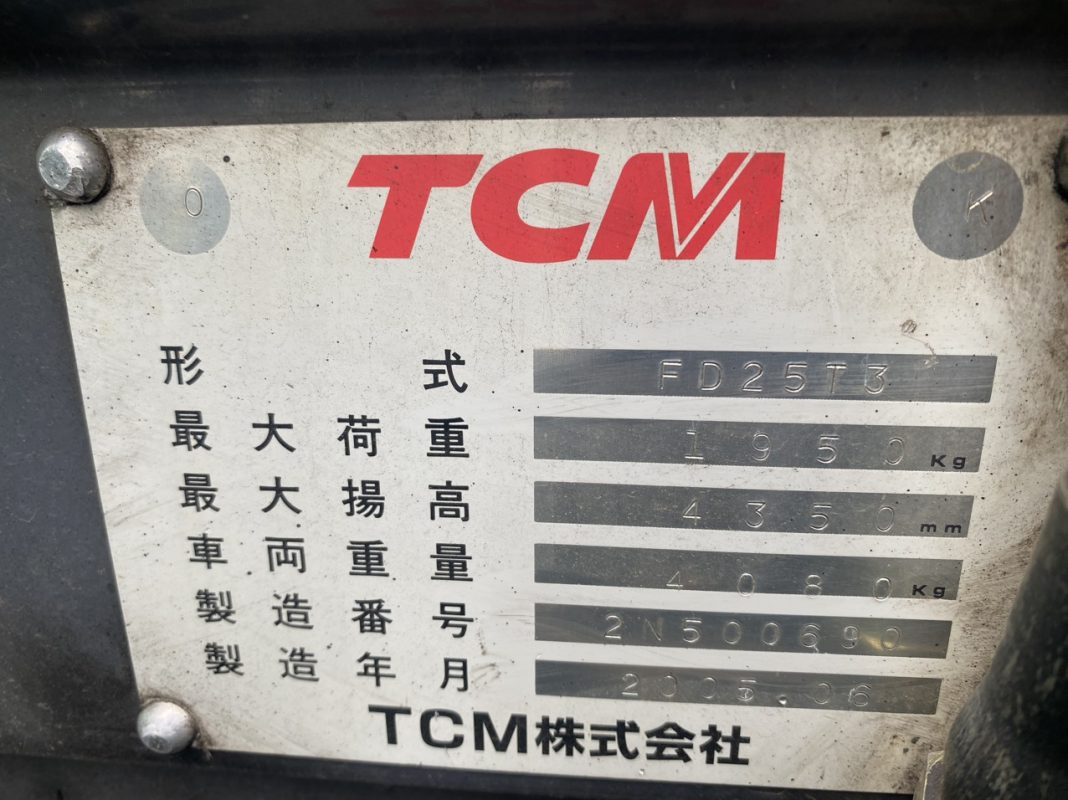 O TCM K
形式 FD25T3
最大荷重 1950 Kg
最大揚高 4350 mm
車両重量 4080 Kg
製造番号 2N500690
製造年月 2005.06
TCM株式会社